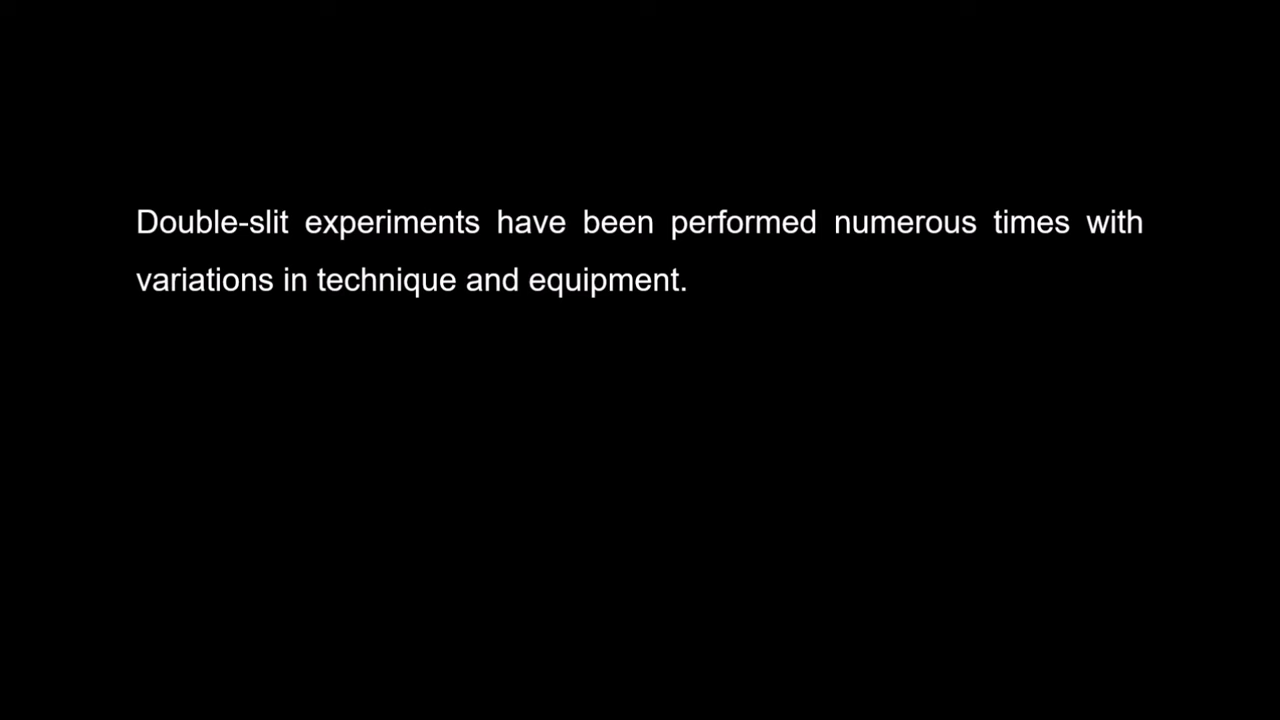 Double-slit experiments have been performed numerous times with
variations in technique and equipment.